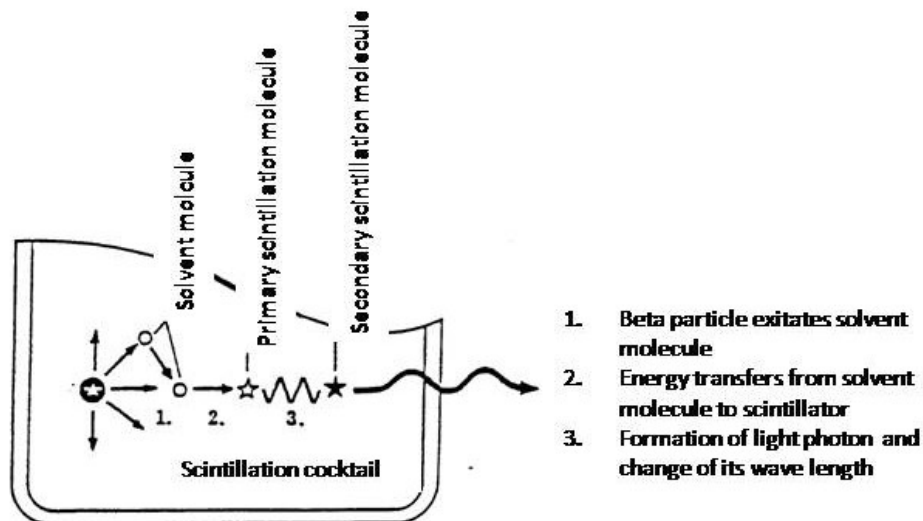 Solvent molucule
Primary scintillation molecule
Secondary scintillation molecule
1.
2.
3.
Scintillation cocktail
1. Beta particle exitates solvent
molecule
2. Energy transfers from solvent
molecule to scintillator
3. Formation of light photon and
change of its wave length